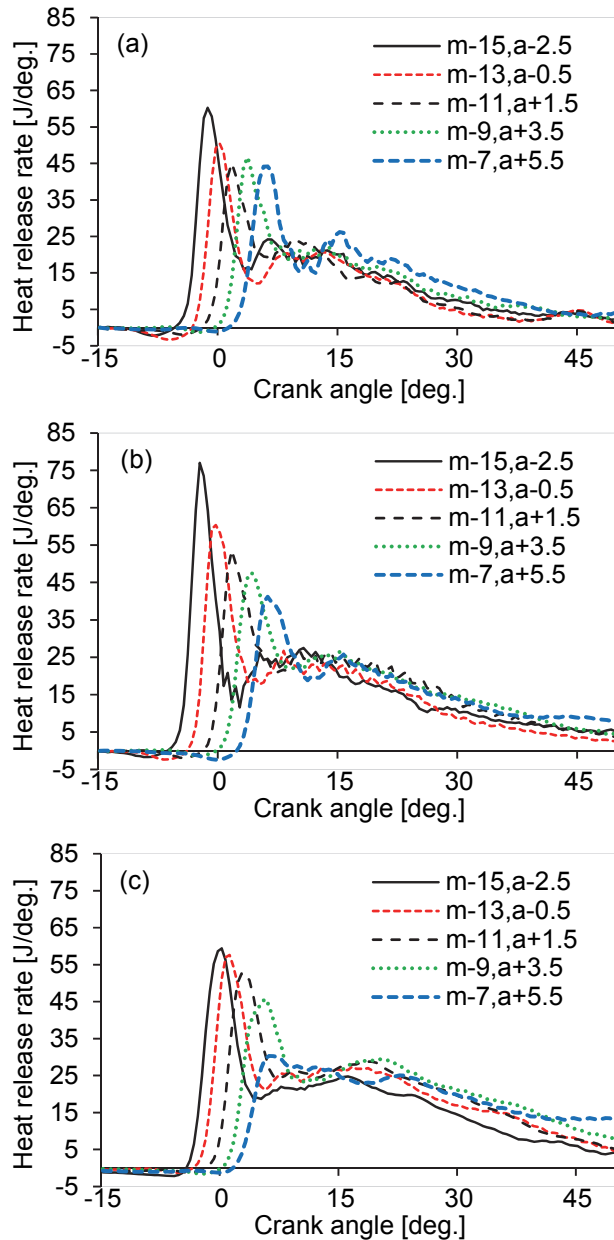 85
(a)
m-15,a-2.5
75
m-13,a-0.5
65
m-11,a+1.5
55
m-9,a+3.5
45
m-7,a+5.5
35
25
15
5
-5
-15 0 15 30 45
Crank angle [deg.]
Heat release rate [J/deg.]
85
(b)
m-15,a-2.5
75
m-13,a-0.5
65
m-11,a+1.5
55
m-9,a+3.5
45
m-7,a+5.5
35
25
15
5
-5
-15 0 15 30 45
Crank angle [deg.]
Heat release rate [J/deg.]
85
(c)
m-15,a-2.5
75
m-13,a-0.5
65
m-11,a+1.5
55
m-9,a+3.5
45
m-7,a+5.5
35
25
15
5
-5
-15 0 15 30 45
Crank angle [deg.]
Heat release rate [J/deg.]